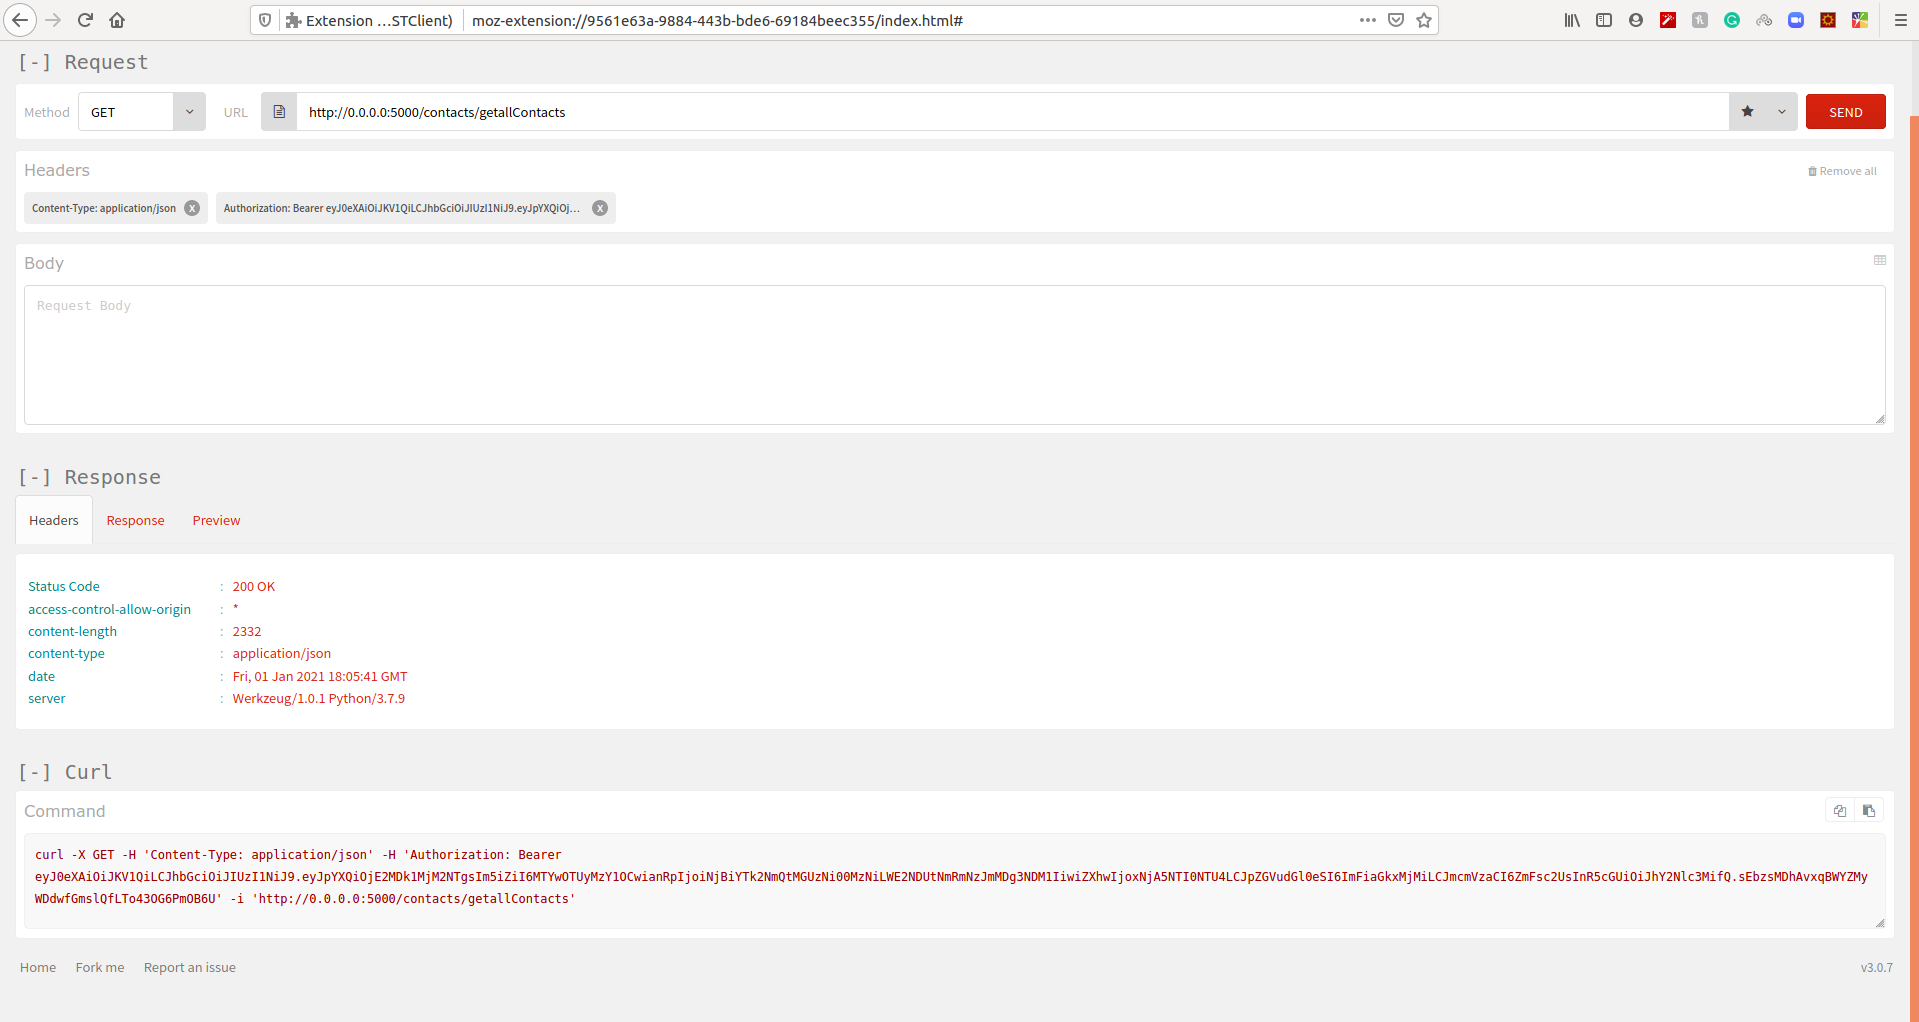 Extension ...STClient) moz-extension://9561e63a-9884-443b-bde6-69184beec355/index.html#
[-] Request
Method GET URL http://0.0.0.0:5000/contacts/getallContacts SEND
Headers Remove all
Content-Type: application/json x Authorization: Bearer eyJ0eXAiOiJKV1QiLCJhbGciOiJIUzI1NiJ9.eyJpYXQiOj... x
Body
Request Body
[-] Response
Headers Response Preview
Status Code : 200 OK
access-control-allow-origin : *
content-length : 2332
content-type : application/json
date : Fri, 01 Jan 2021 18:05:41 GMT
server : Werkzeug/1.0.1 Python/3.7.9
[-] Curl
Command
curl -X GET -H 'Content-Type: application/json' -H 'Authorization: Bearer
eyJ0eXAiOiJKV1QiLCJhbGciOiJIUzI1NiJ9.eyJpYXQiOjE2MDk1MjM2NTgsIm5iZiI6MTYwOTUyMzY1OCwianRpIjoiNjBiYTk2NmQtMGUzNi00MzNiLWE2NDUtNmRmNzJmMDg3NDM1IiwiZXhwIjoxNjA5NTI0NTU4LCJpZGVudGl0eSI6ImFiaGkxMjMiLCJmcmVzaCI6ZmFsc2UsInR5cGUiOiJhY2Nlc3MifQ.sEbzsMDhAvxqBWYZMy
WDdwfGmslQfLTo43OG6PmOB6U' -i 'http://0.0.0.0:5000/contacts/getallContacts'
Home Fork me Report an issue v3.0.7